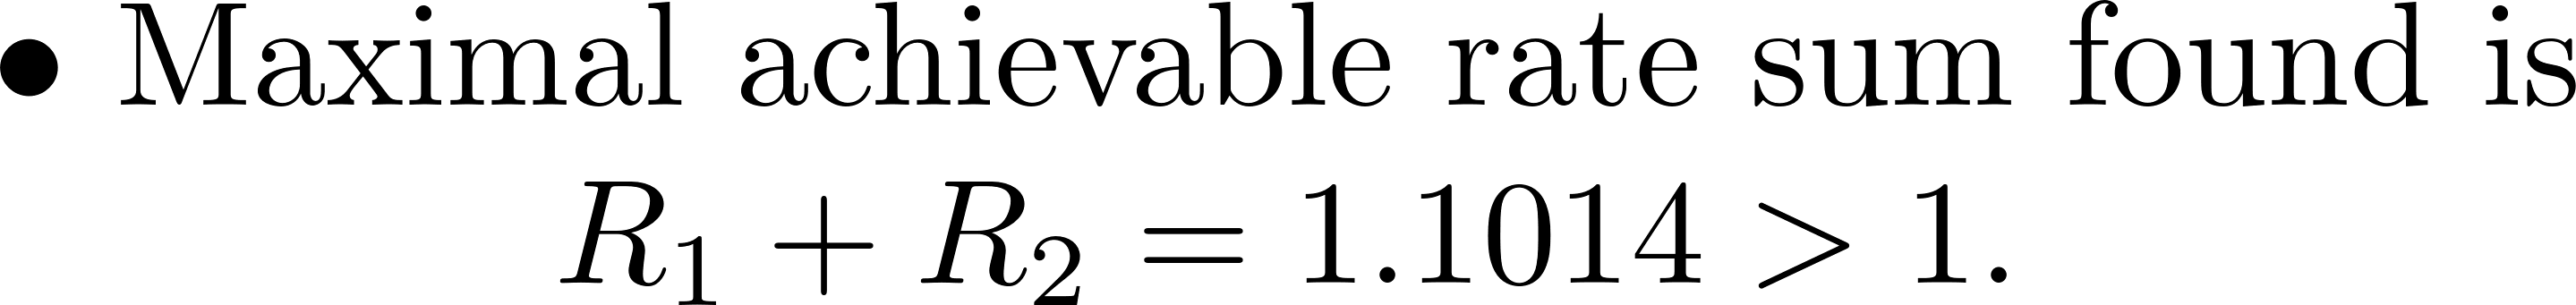 • Maximal achievable rate sum found is
R₁ + R₂ = 1.1014 > 1.